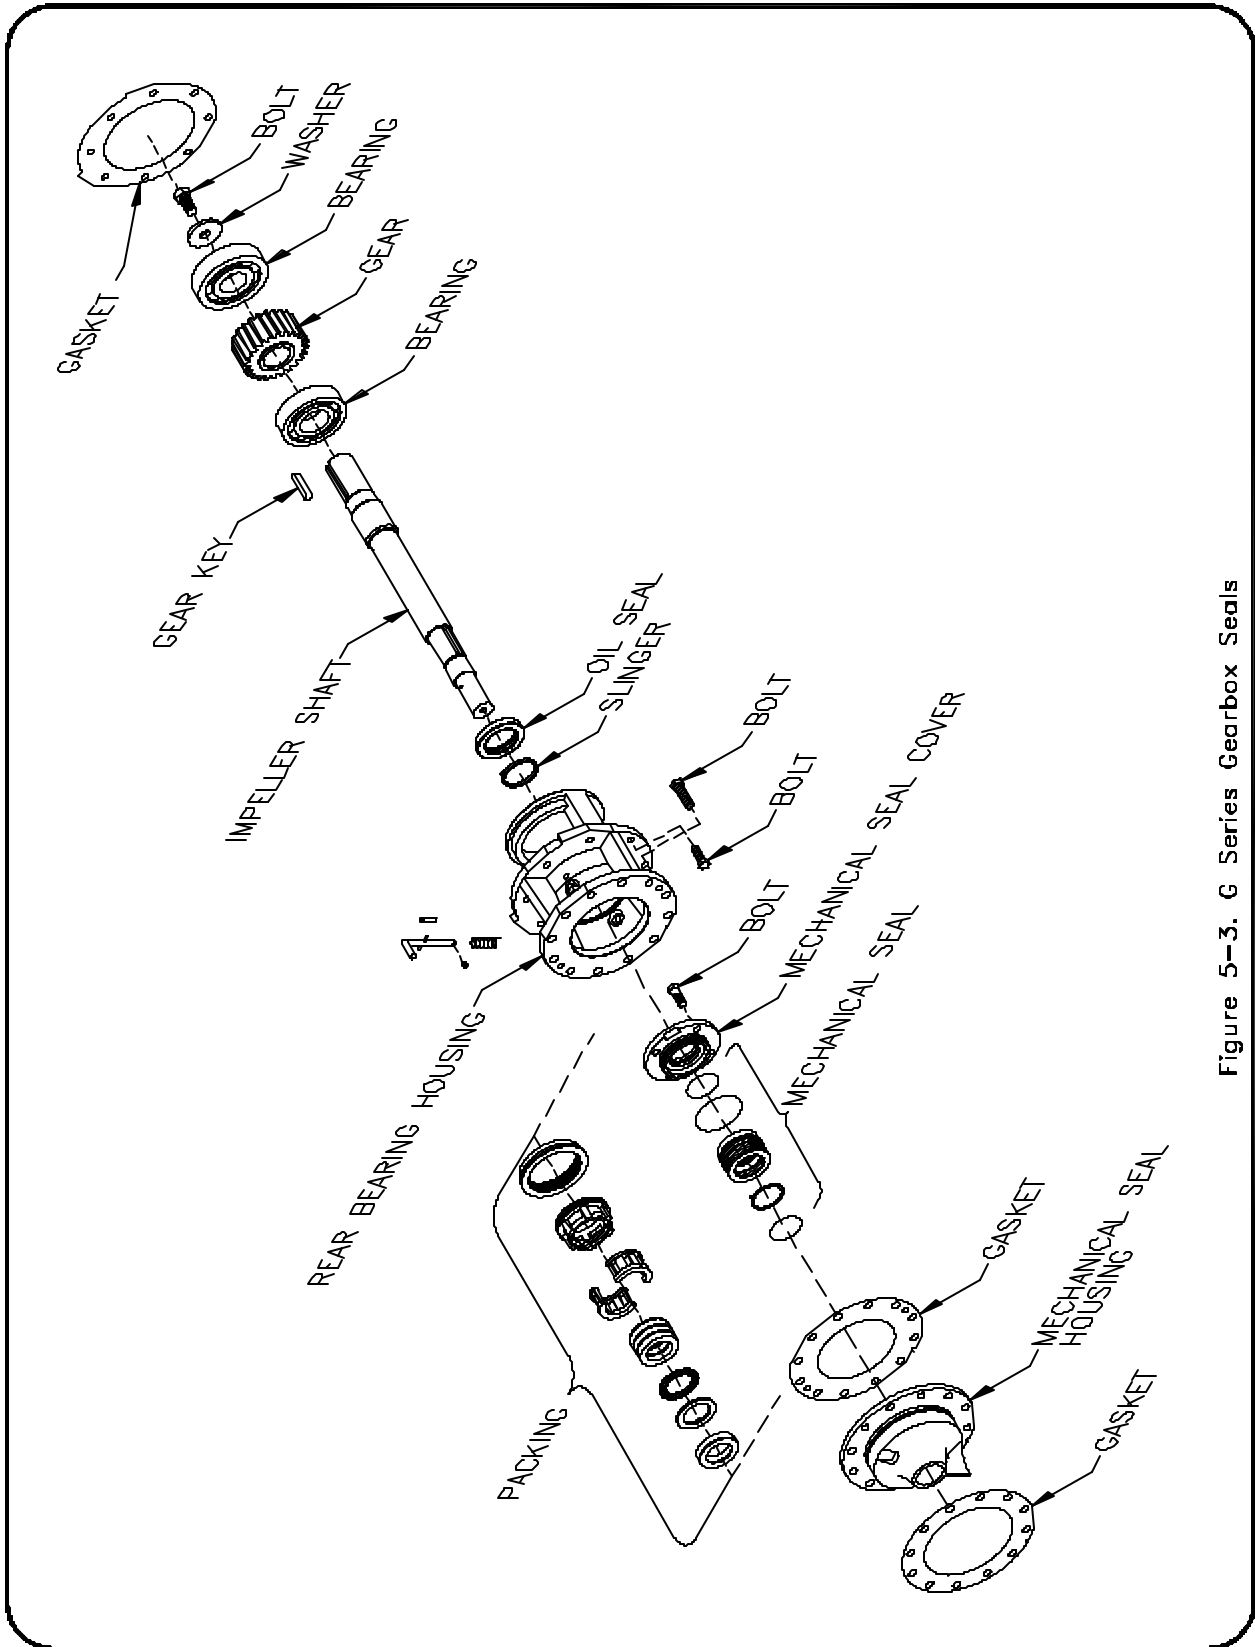 GASKET
BOLT
WASHER
BEARING
GEAR
BEARING
GEAR KEY
IMPELLER SHAFT
OIL SEAL
SLINGER
BOLT
BOLT
REAR BEARING HOUSING
BOLT
MECHANICAL SEAL COVER
MECHANICAL SEAL
PACKING
GASKET
MECHANICAL SEAL
HOUSING
GASKET
Figure 5-3. G Series Gearbox Seals